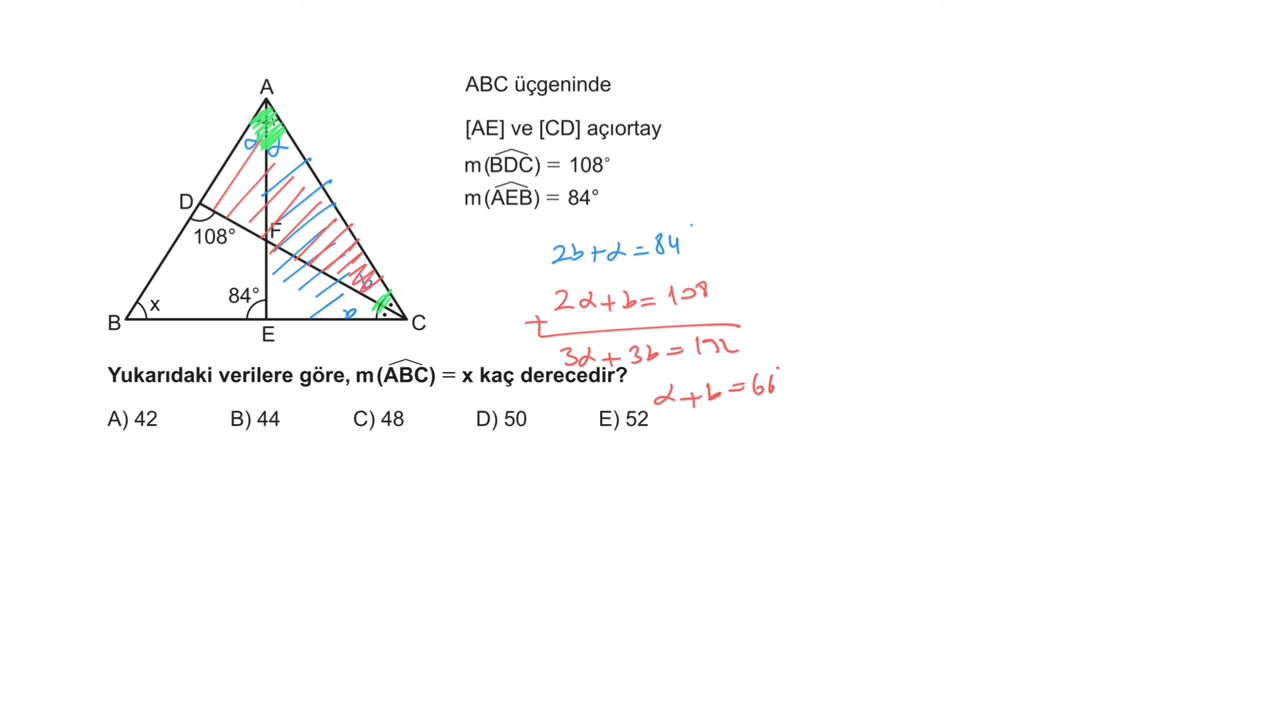 A
ABC üçgeninde
[AE] ve [CD] açıortay
m(BDC) = 108°
m(AEB) = 84°
α α
D
F
108°
b
2b + α = 84°
84°
x
b
2α + b = 108
+
B
E
C
3α + 3b = 192
α + b = 66°
Yukarıdaki verilere göre, m(ABC) = x kaç derecedir?
A) 42 B) 44 C) 48 D) 50 E) 52